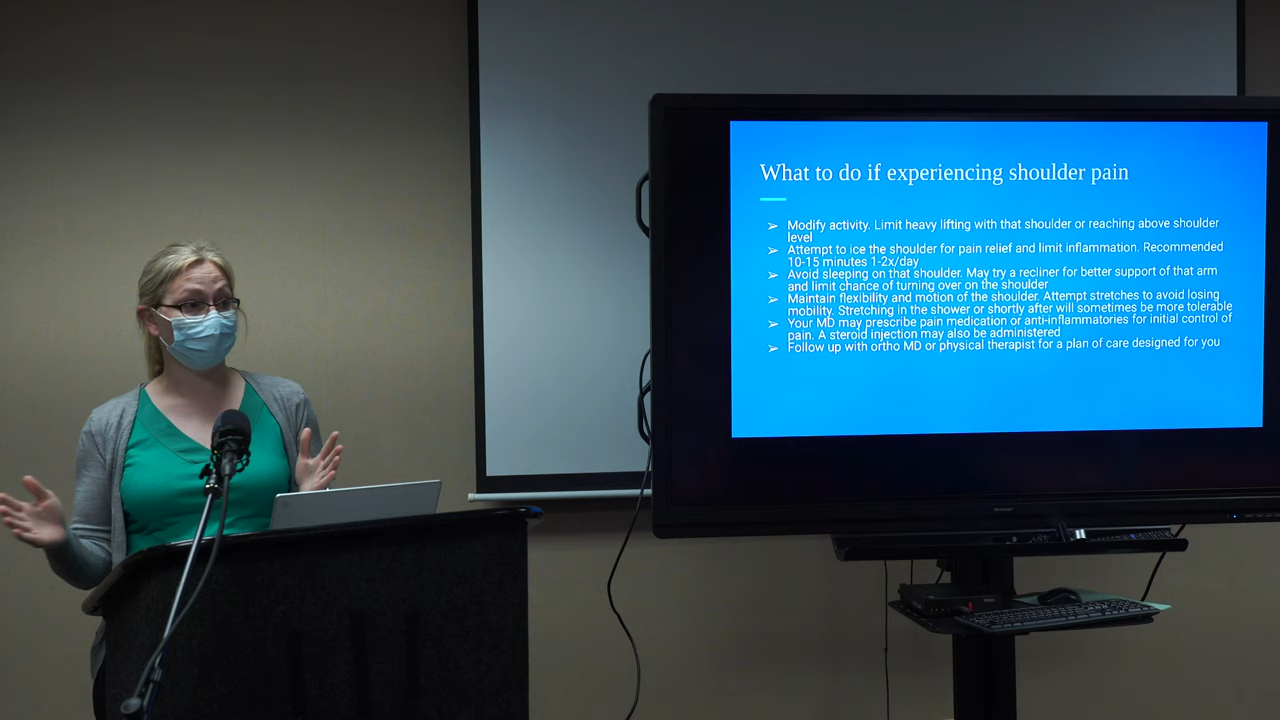 What to do if experiencing shoulder pain
➢ Modify activity. Limit heavy lifting with that shoulder or reaching above shoulder
level
➢ Attempt to ice the shoulder for pain relief and limit inflammation. Recommended
10-15 minutes 1-2x/day
➢ Avoid sleeping on that shoulder. May try a recliner for better support of that arm
and limit chance of turning over on the shoulder
➢ Maintain flexibility and motion of the shoulder. Attempt stretches to avoid losing
mobility. Stretching in the shower or shortly after will sometimes be more tolerable
➢ Your MD may prescribe pain medication or anti-inflammatories for initial control of
pain. A steroid injection may also be administered
➢ Follow up with ortho MD or physical therapist for a plan of care designed for you
SHARP